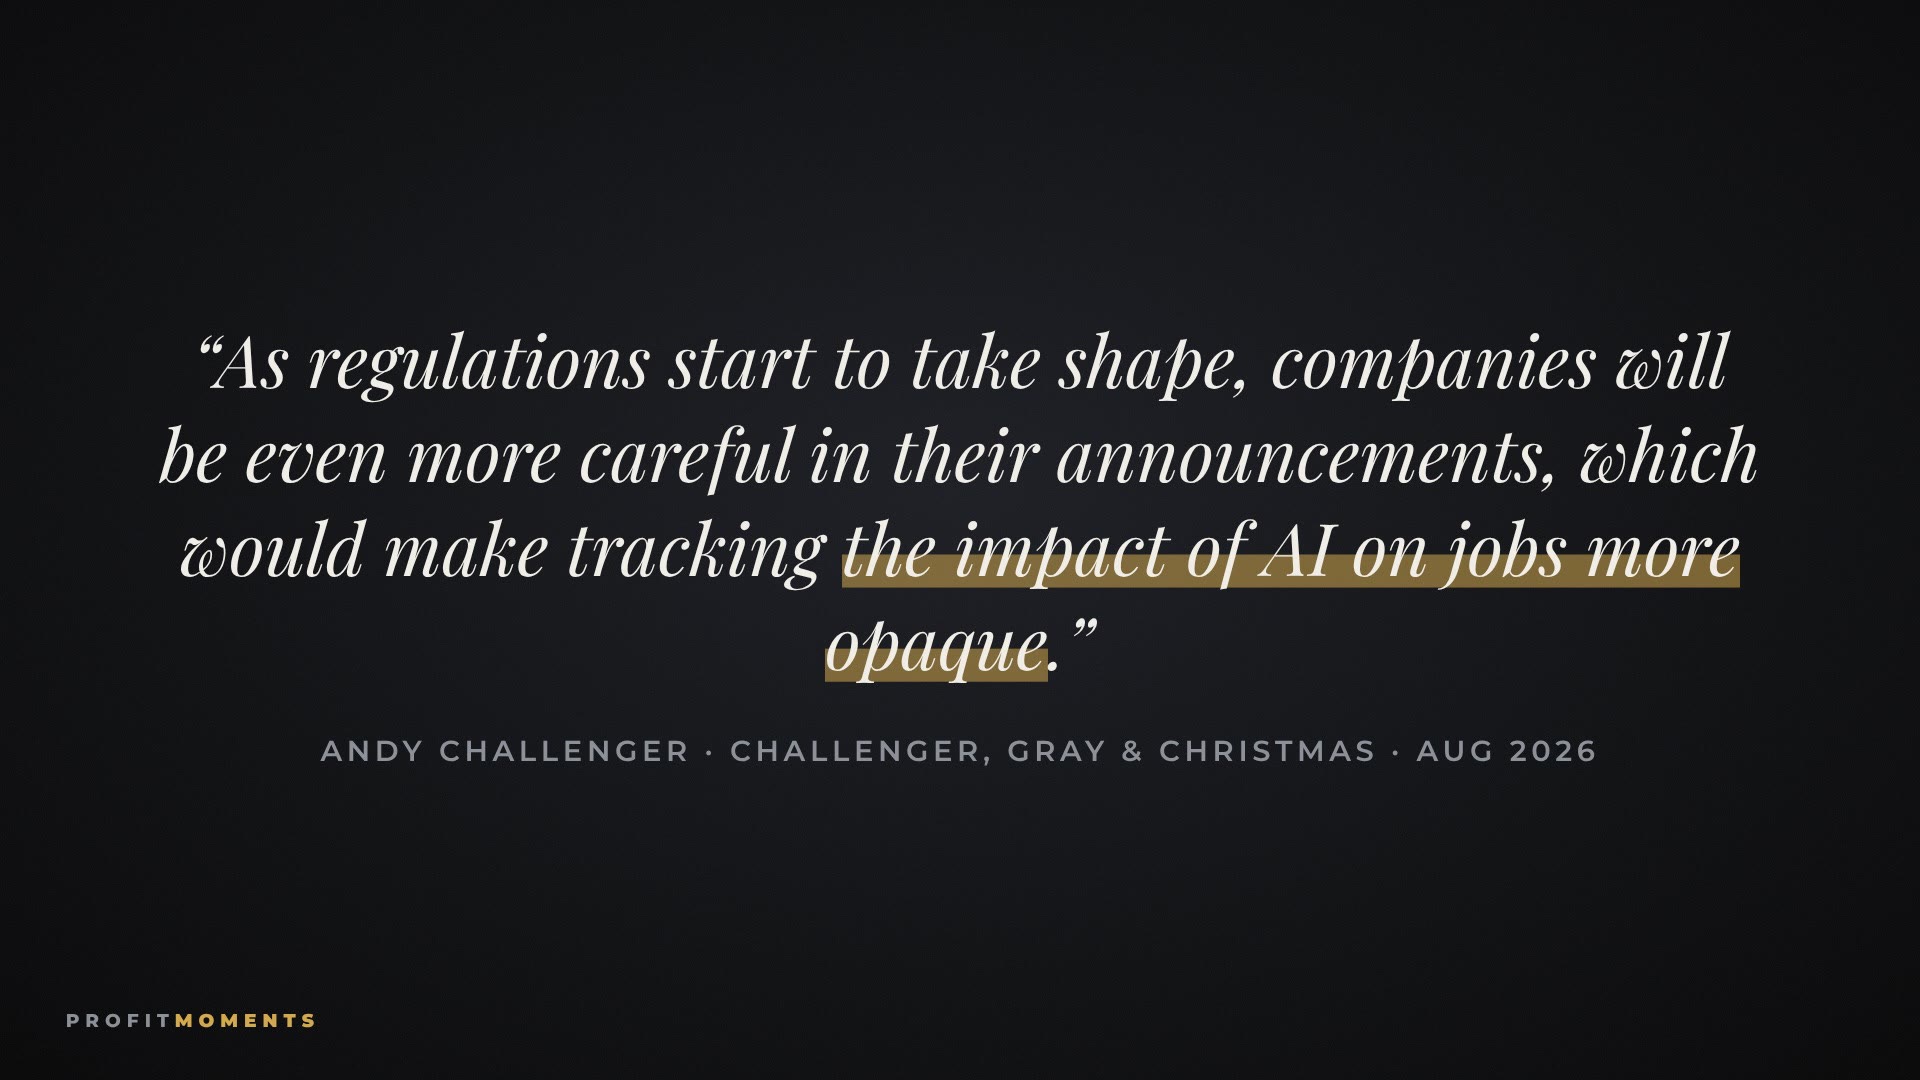 “As regulations start to take shape, companies will
be even more careful in their announcements, which
would make tracking the impact of AI on jobs more
opaque.”
ANDY CHALLENGER · CHALLENGER, GRAY & CHRISTMAS · AUG 2026
PROFITMOMENTS